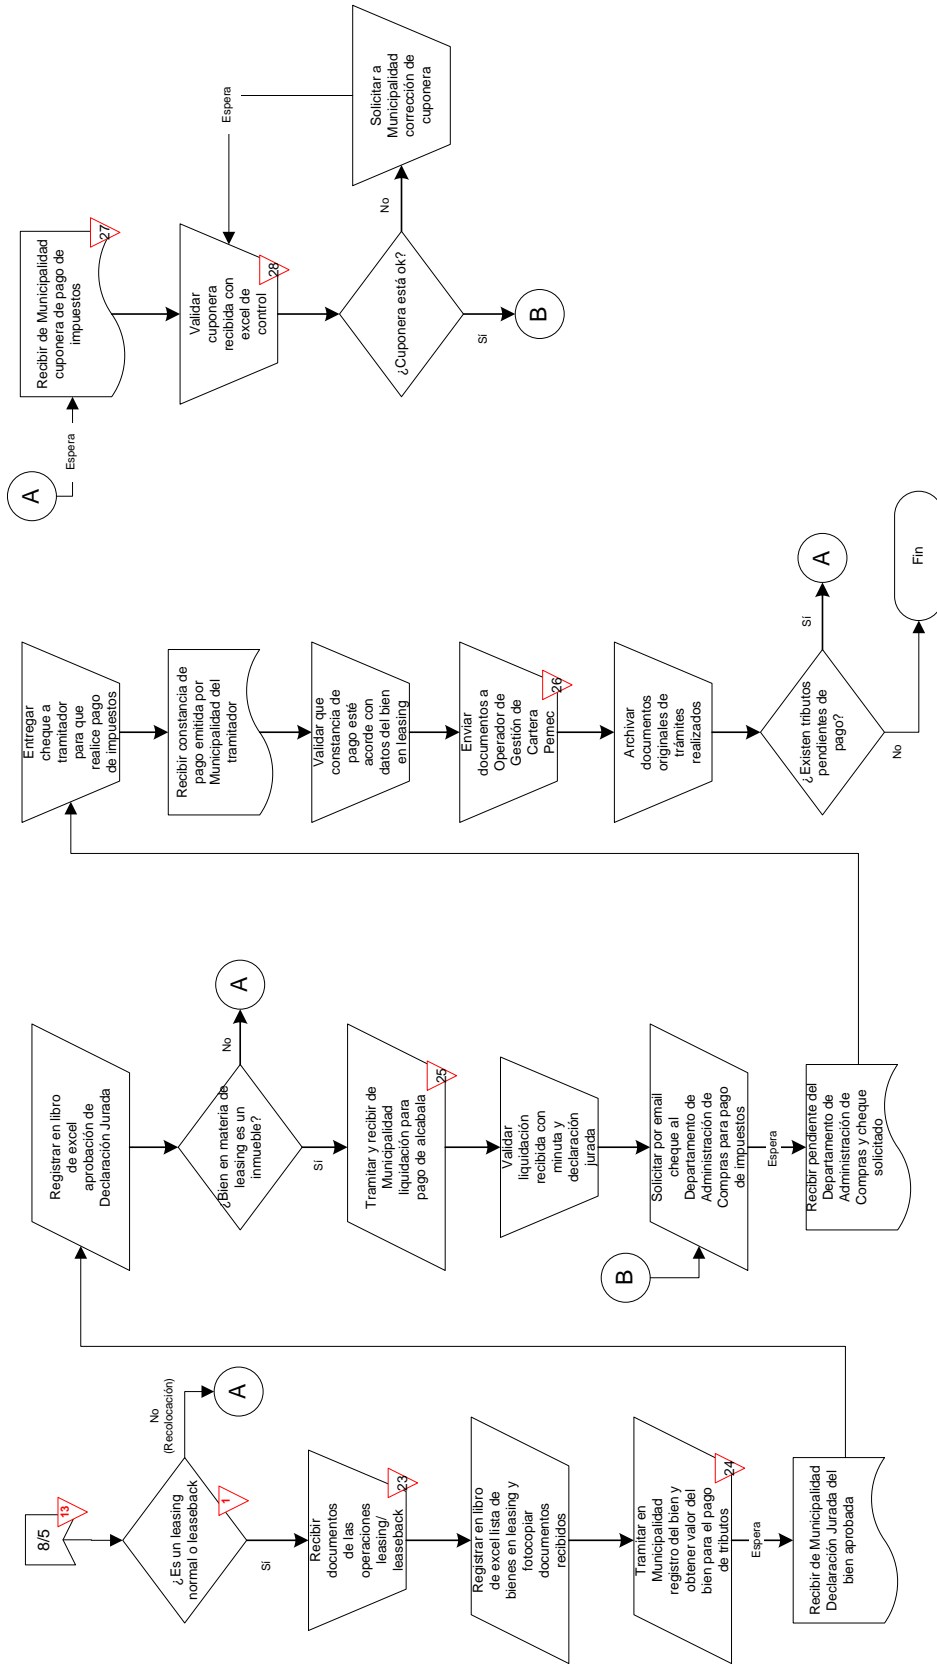 8/5
13
¿Es un leasing
normal o leaseback
1
No
(Recolocación)
A
Sí
Recibir
documentos
de las
operaciones
leasing/
leaseback
23
Registrar en libro
de excel lista de
bienes en leasing y
fotocopiar
documentos
recibidos
Tramitar en
Municipalidad
registro del bien y
obtener valor del
bien para el pago
de tributos
24
Espera
Recibir de Municipalidad
Declaración Jurada del
bien aprobada
Registrar en libro
de excel
aprobación de
Declaración Jurada
¿Bien en materia de
leasing es un
inmueble?
No
A
Sí
Tramitar y recibir de
Municipalidad
liquidación para
pago de alcabala
25
Validar
liquidación
recibida con
minuta y
declaración
jurada
B
Solicitar por email
cheque al
Departamento de
Administración de
Compras para pago
de impuestos
Espera
Recibir pendiente del
Departamento de
Administración de
Compras y cheque
solicitado
Entregar
cheque a
tramitador
para que
realice pago
de impuestos
Recibir constancia de
pago emitida por
Municipalidad del
tramitador
Validar que
constancia de
pago esté
acorde con
datos del bien
en leasing
Enviar
documentos a
Operador de
Gestión de
Carrera
Pemec
26
Archivar
documentos
originales de
trámites
realizados
¿Existen tributos
pendientes de
pago?
Sí
A
No
Fin
A
Espera
Recibir de Municipalidad
cuponera de pago de
impuestos
27
Validar
cuponera
recibida con
excel de
control
28
¿Cuponera está ok?
No
Solicitar a
Municipalidad
corrección de
cuponera
Espera
Sí
B